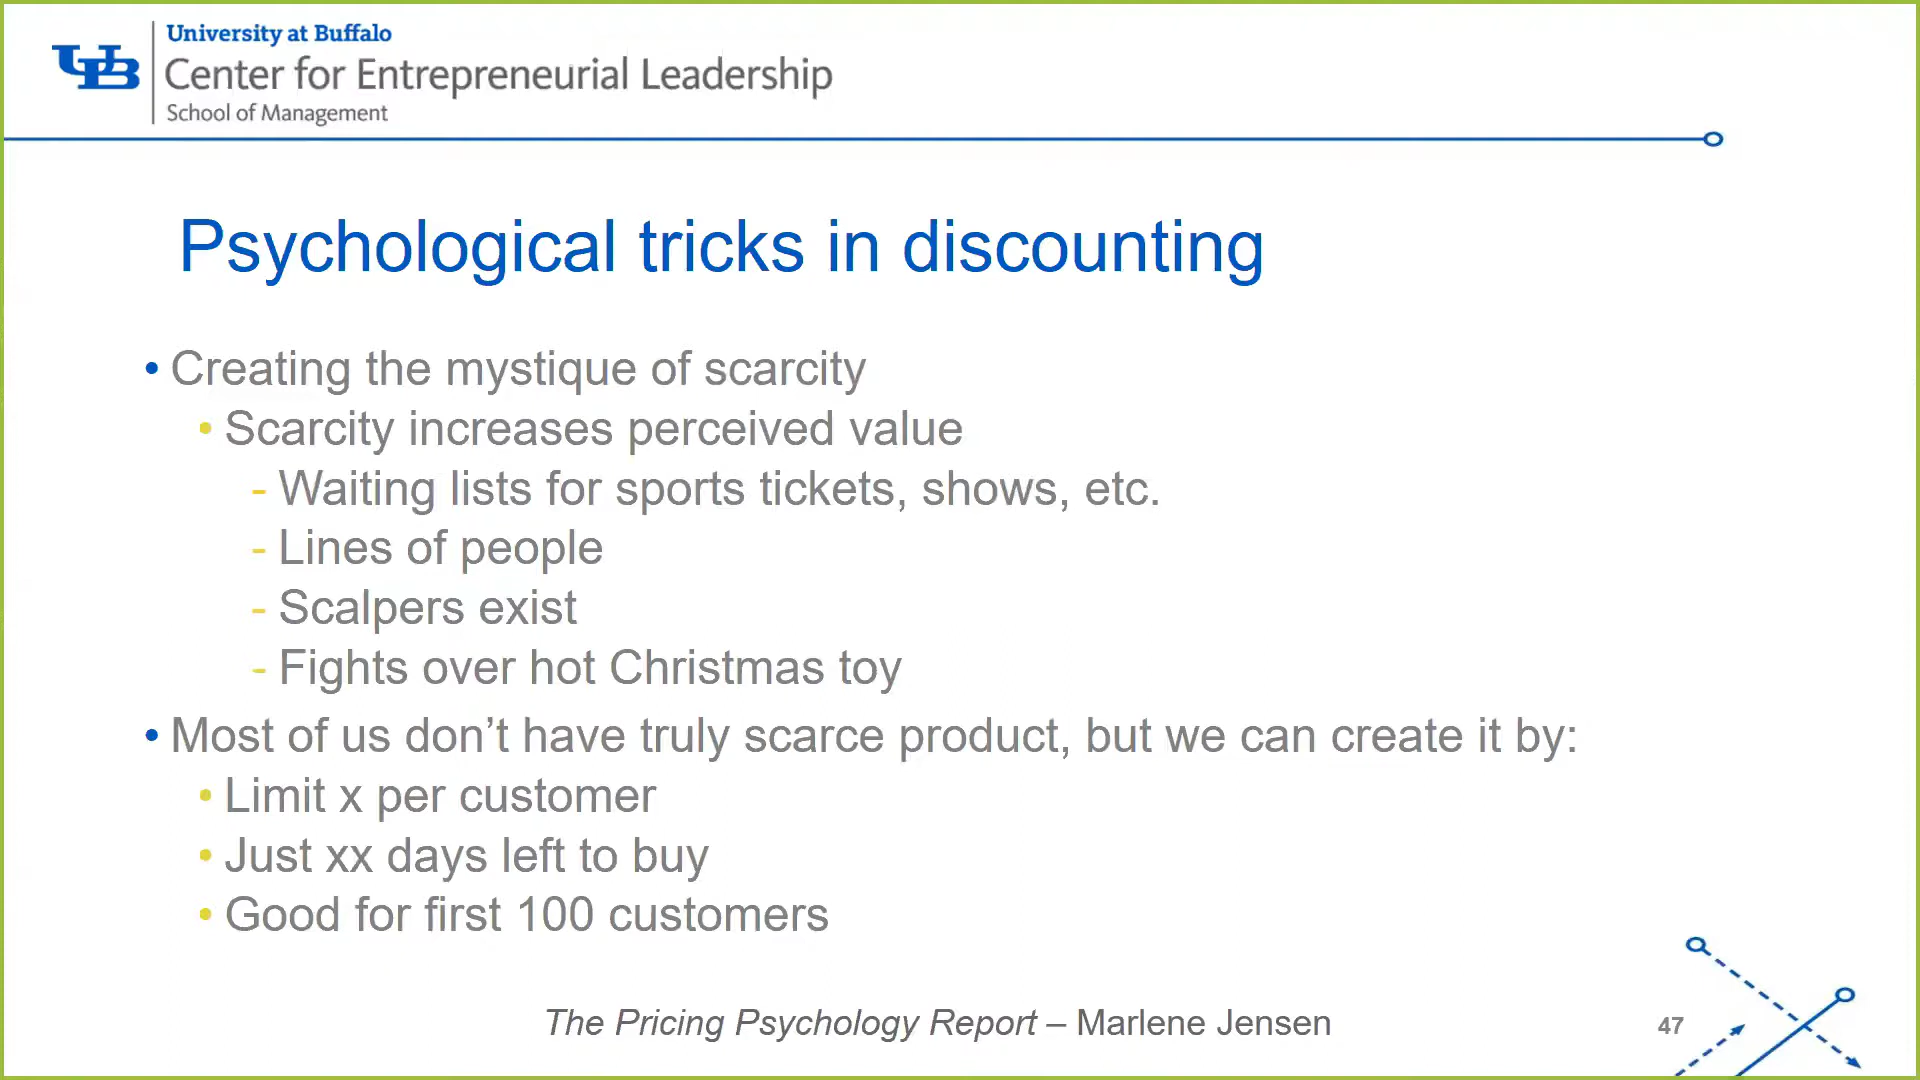 University at Buffalo
UB
Center for Entrepreneurial Leadership
School of Management
Psychological tricks in discounting
• Creating the mystique of scarcity
• Scarcity increases perceived value
- Waiting lists for sports tickets, shows, etc.
- Lines of people
- Scalpers exist
- Fights over hot Christmas toy
• Most of us don’t have truly scarce product, but we can create it by:
• Limit x per customer
• Just xx days left to buy
• Good for first 100 customers
The Pricing Psychology Report – Marlene Jensen
47